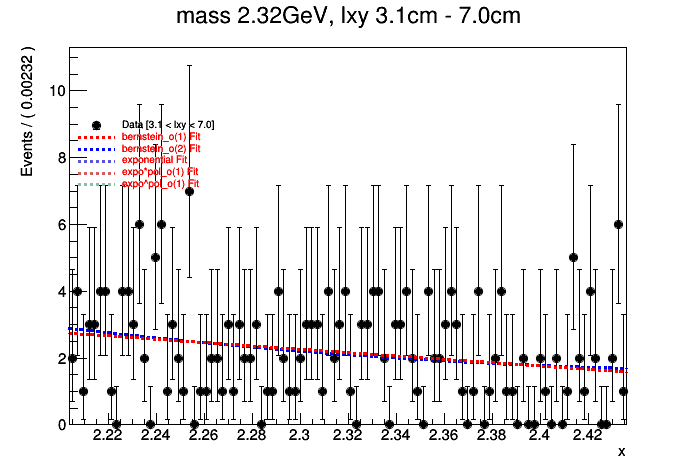 mass 2.32GeV, lxy 3.1cm - 7.0cm
Events / ( 0.00232 )
10
8
6
4
2
0
Data [3.1 < lxy < 7.0]
bernstein_o(1) Fit
bernstein_o(2) Fit
exponential Fit
expo*pol_o(1) Fit
expo^pol_o(1) Fit
2.22 2.24 2.26 2.28 2.3 2.32 2.34 2.36 2.38 2.4 2.42
x